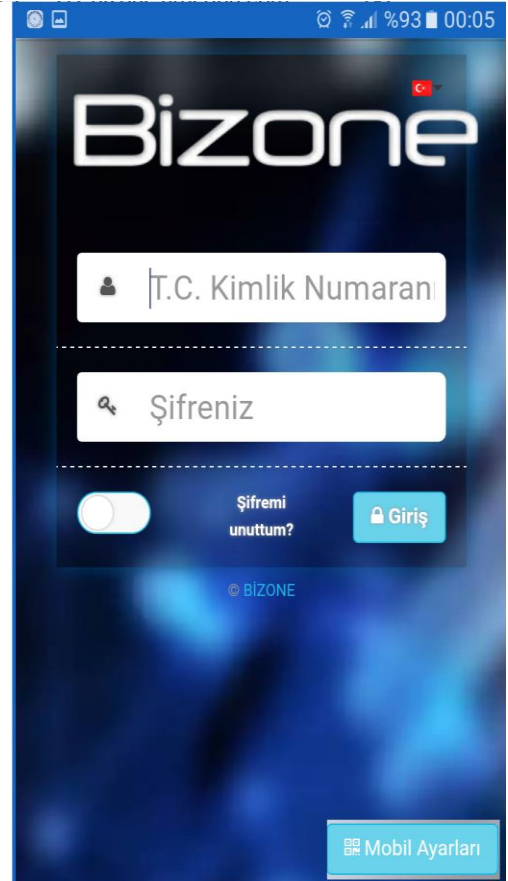 %93 00:05
Bizone
T.C. Kimlik Numaranı
Şifreniz
Şifremi
unuttum?
Giriş
© BİZONE
Mobil Ayarları